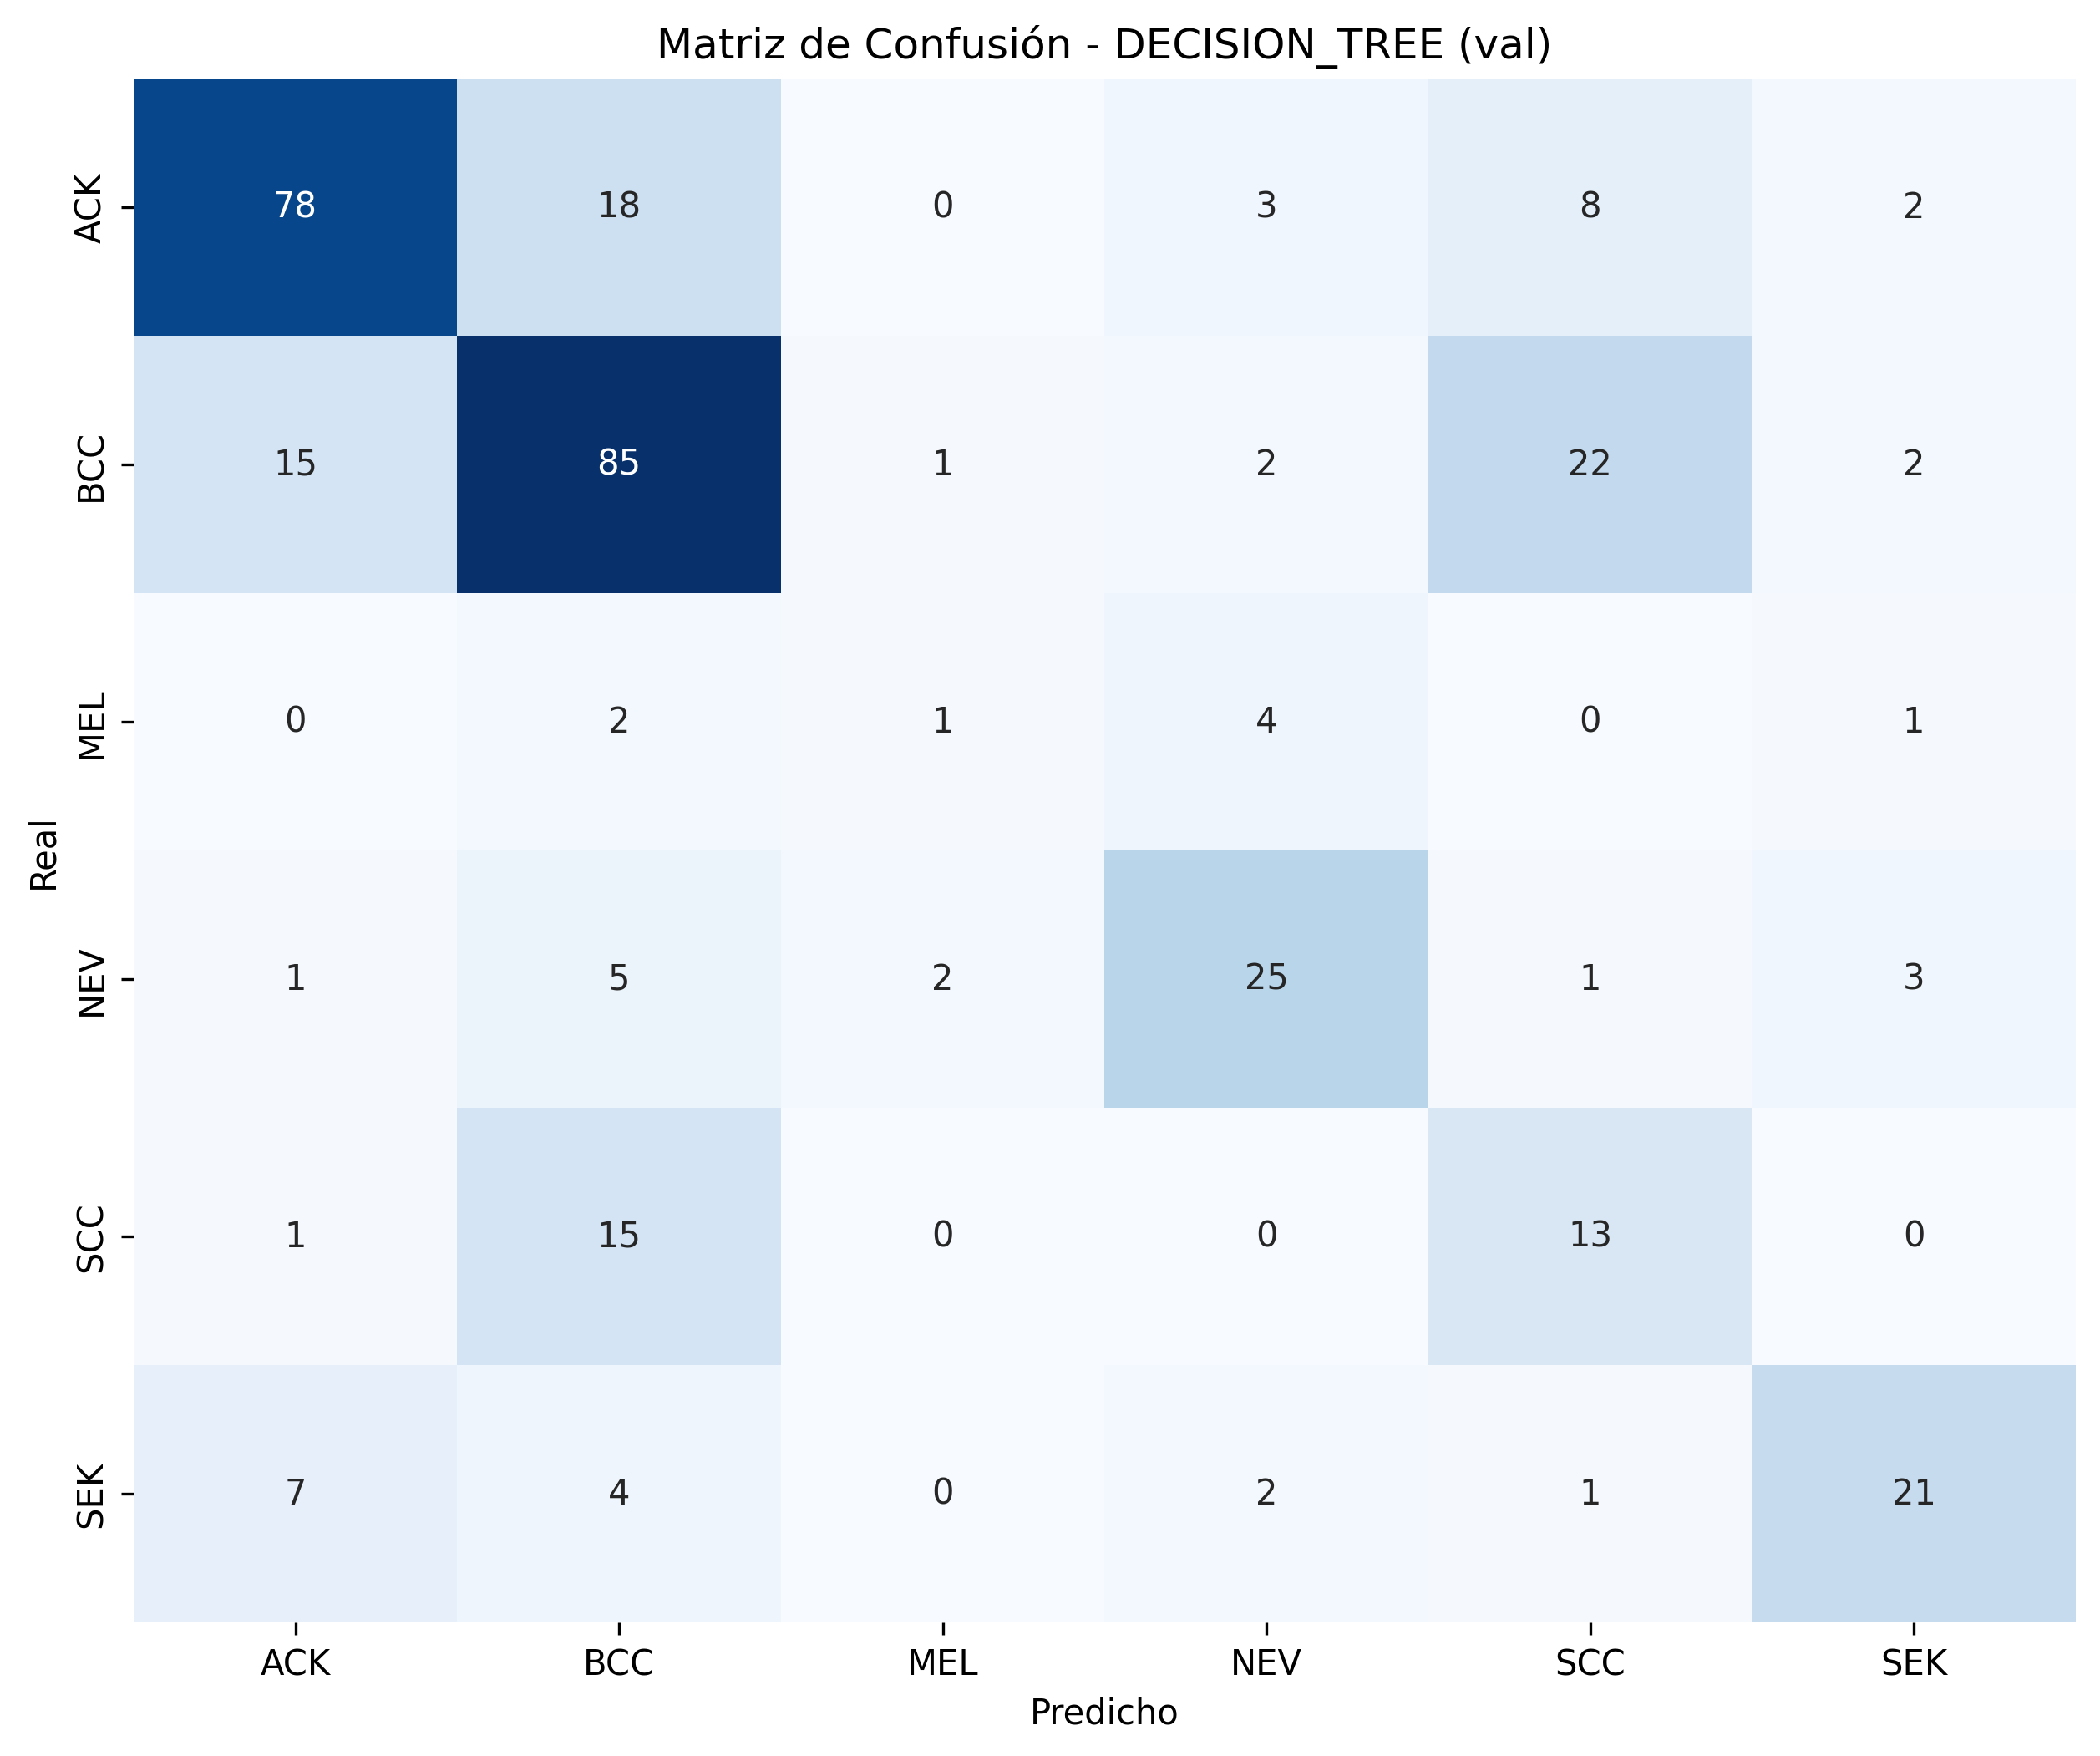 Matriz de Confusión - DECISION_TREE (val)
ACK 78 18 0 3 8 2
BCC 15 85 1 2 22 2
MEL 0 2 1 4 0 1
NEV 1 5 2 25 1 3
SCC 1 15 0 0 13 0
SEK 7 4 0 2 1 21
Real
ACK BCC MEL NEV SCC SEK
Predicho